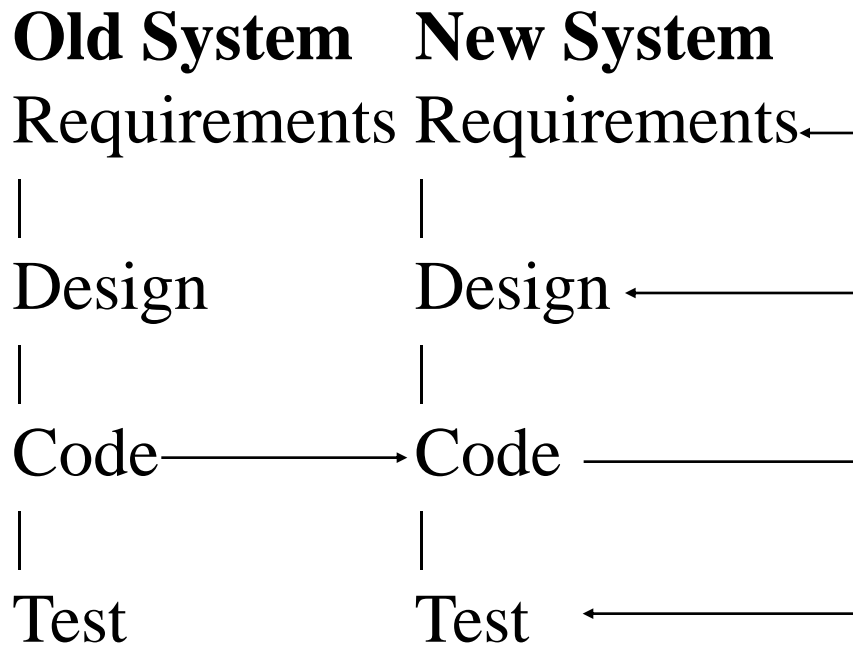 Old System New System
Requirements Requirements
Design Design
Code Code
Test Test